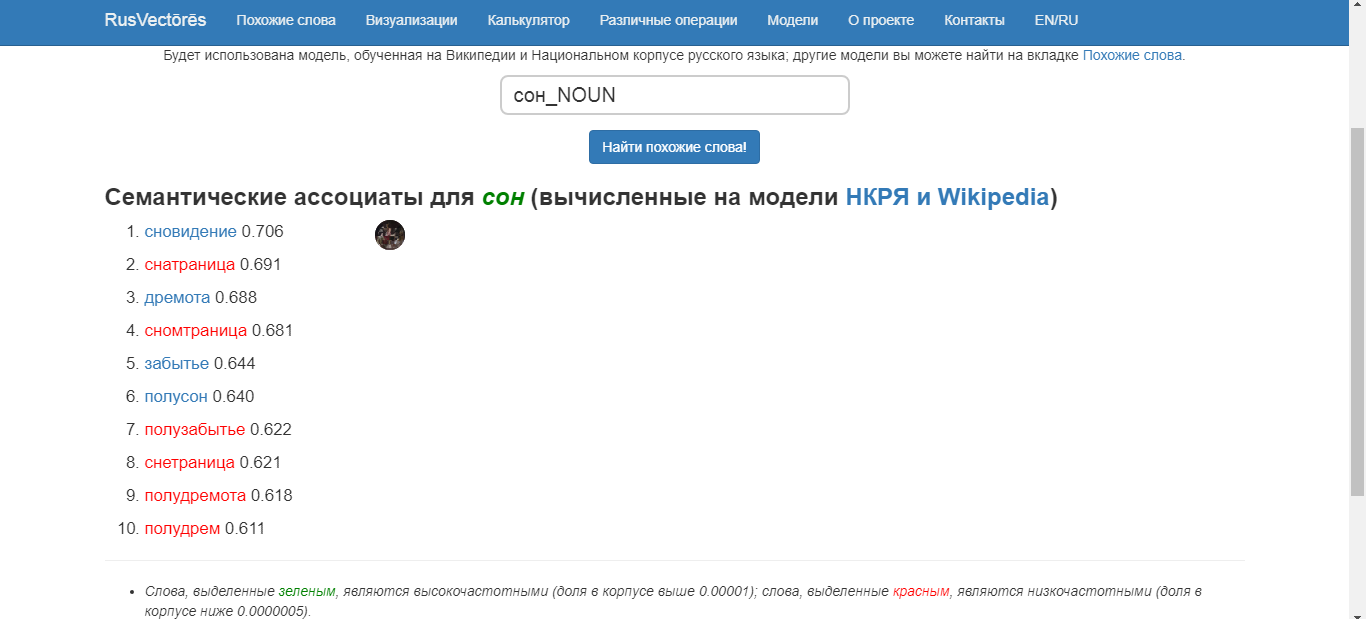 RusVectōrēs Похожие слова Визуализации Калькулятор Различные операции Модели О проекте Контакты EN/RU
Будет использована модель, обученная на Википедии и Национальном корпусе русского языка; другие модели вы можете найти на вкладке Похожие слова.
сон_NOUN
Найти похожие слова!
Семантические ассоциаты для сон (вычисленные на модели НКРЯ и Wikipedia)
1. сновидение 0.706
2. снатраница 0.691
3. дремота 0.688
4. сномтраница 0.681
5. забытье 0.644
6. полусон 0.640
7. полузабытье 0.622
8. снетраница 0.621
9. полудремота 0.618
10. полудрем 0.611
• Слова, выделенные зеленым, являются высокочастотными (доля в корпусе выше 0.00001); слова, выделенные красным, являются низкочастотными (доля в
корпусе ниже 0.0000005).